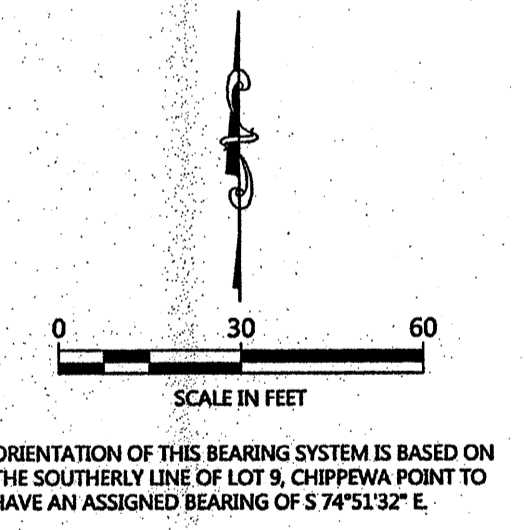 0 30 60
SCALE IN FEET
ORIENTATION OF THIS BEARING SYSTEM IS BASED ON
THE SOUTHERLY LINE OF LOT 9, CHIPPEWA POINT TO
HAVE AN ASSIGNED BEARING OF S 74°51'32" E.